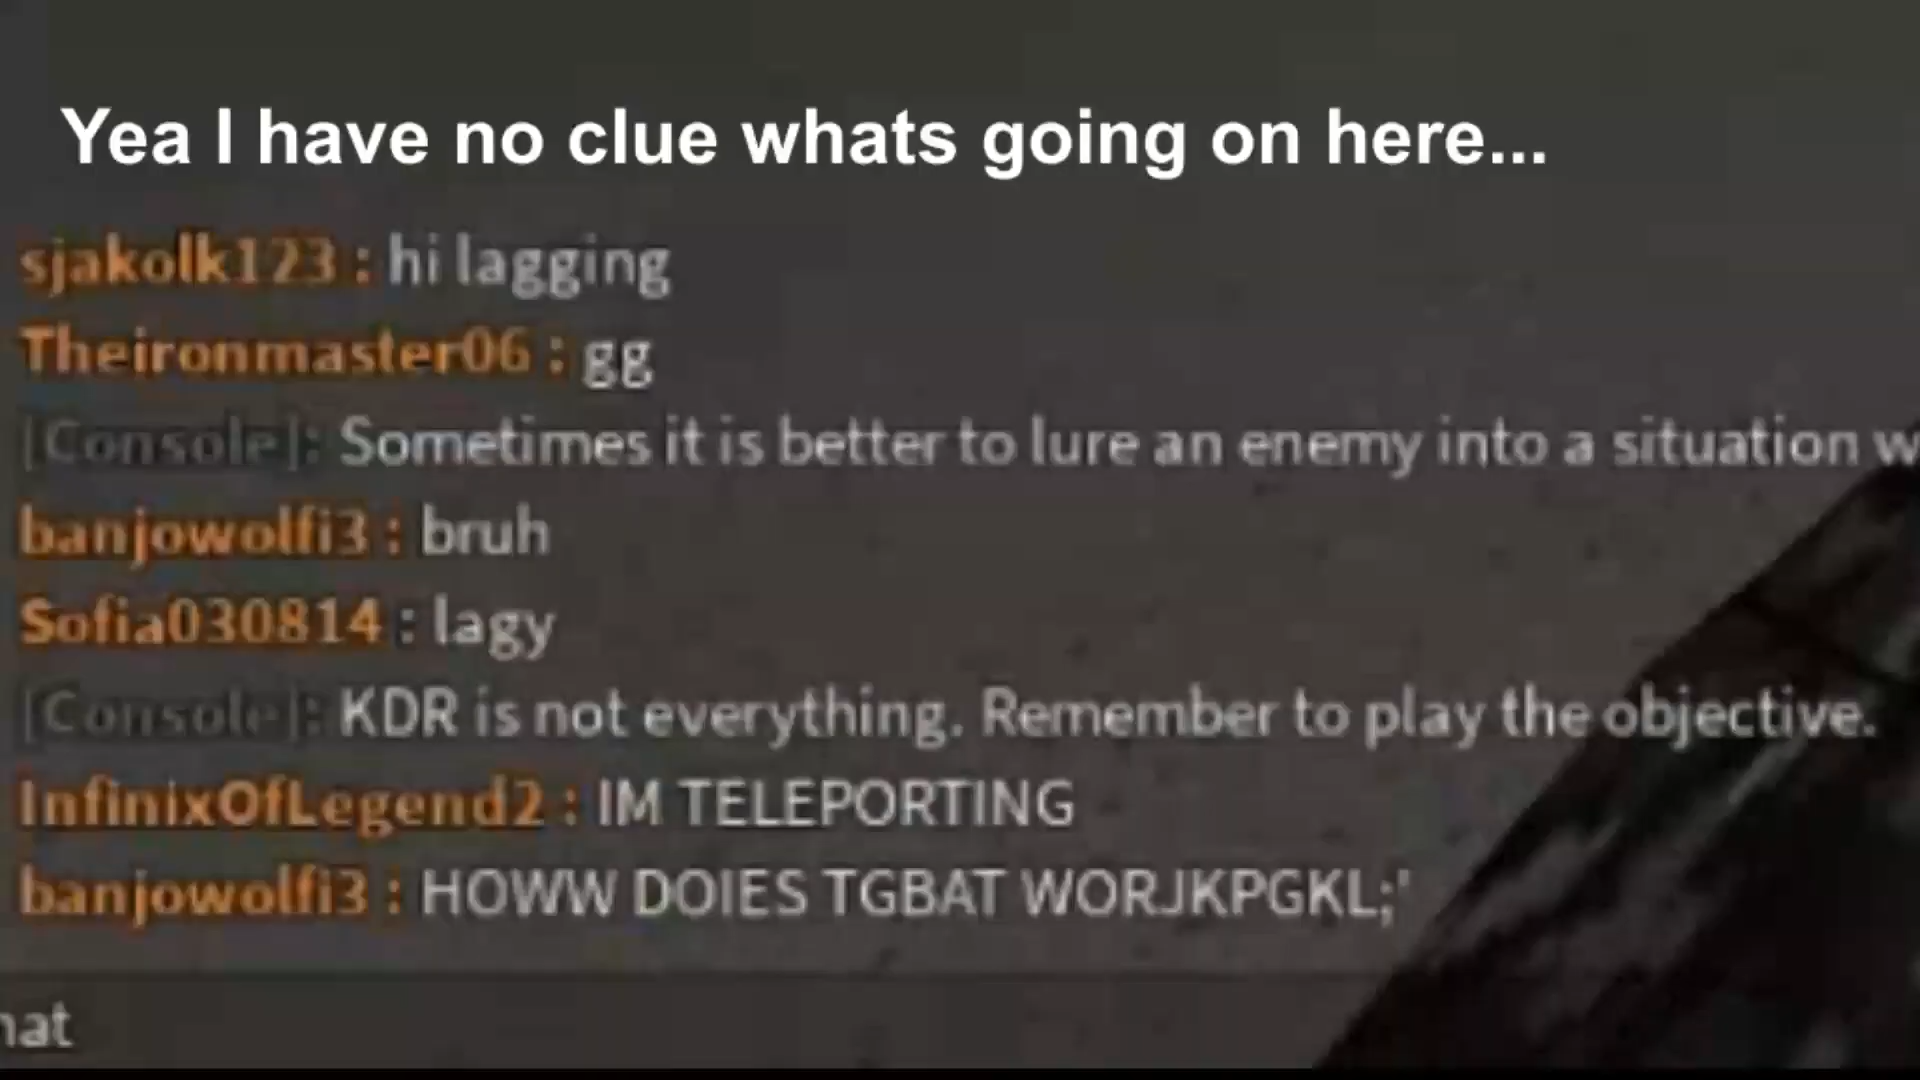 Yea I have no clue whats going on here...
sjakolk123 : hi lagging
Theironmaster06 : gg
[Console]: Sometimes it is better to lure an enemy into a situation w
banjowolfi3 : bruh
Sofia030814 : lagy
[Console]: KDR is not everything. Remember to play the objective.
InfinixOfLegend2 : IM TELEPORTING
banjowolfi3 : HOWW DOIES TGBAT WORJKPGKL;'
hat